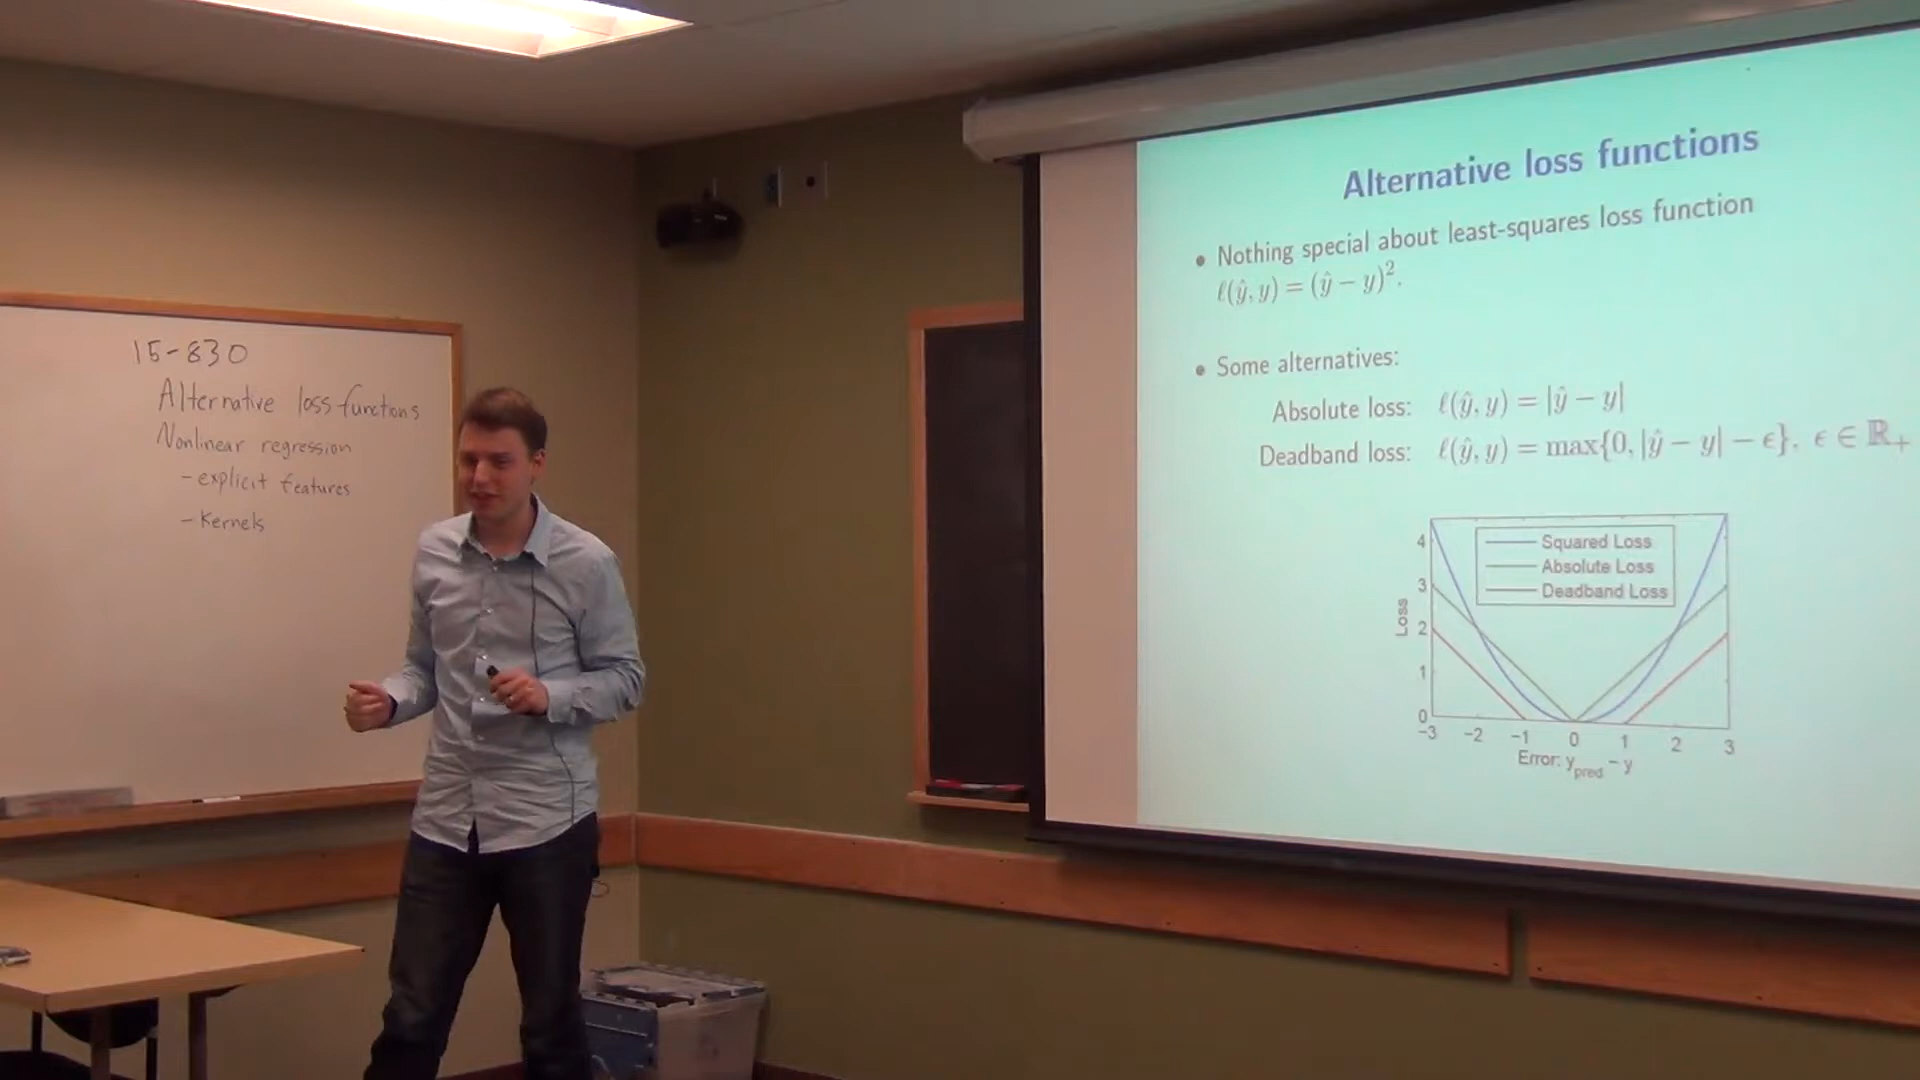 15-830
Alternative loss functions
Nonlinear regression
- explicit features
- Kernels
Alternative loss functions
• Nothing special about least-squares loss function
ℓ(ŷ, y) = (ŷ − y)².
• Some alternatives:
Absolute loss: ℓ(ŷ, y) = |ŷ − y|
Deadband loss: ℓ(ŷ, y) = max{0, |ŷ − y| − ϵ}, ϵ ∈ ℝ₊
Squared Loss
Absolute Loss
Deadband Loss
Loss
4
3
2
1
0
−3 −2 −1 0 1 2 3
Error: y_pred − y